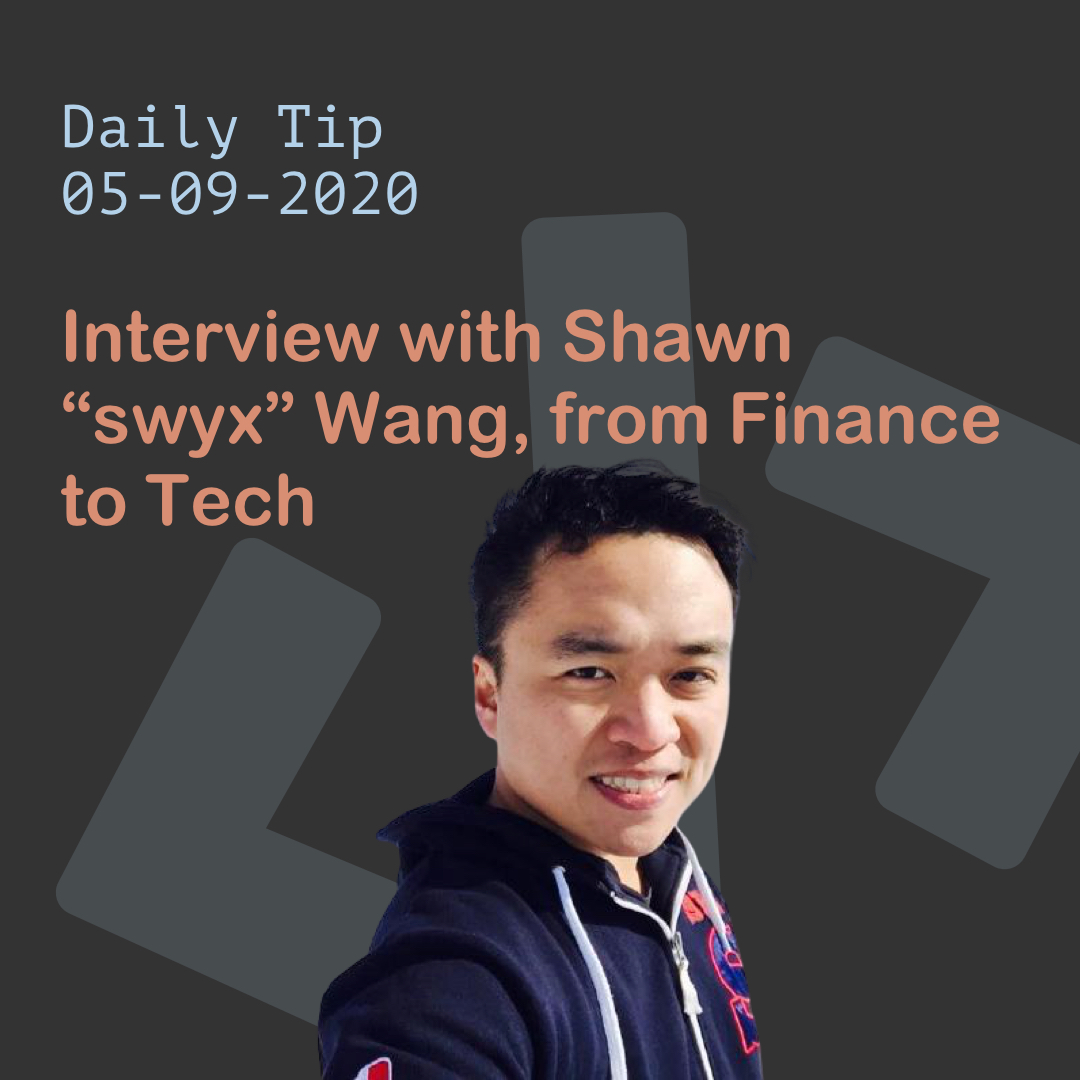 Daily Tip
05-09-2020
Interview with Shawn
“swyx” Wang, from Finance
to Tech